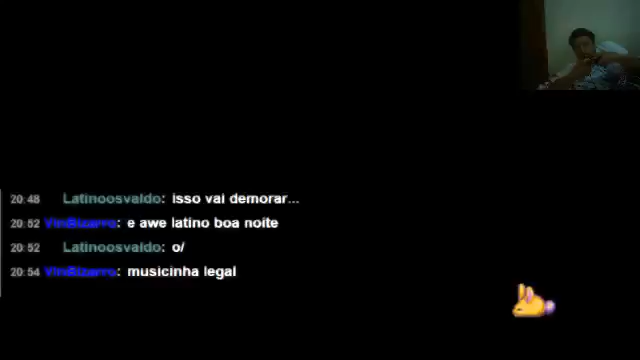 20:48 Latinoosvaldo: Isso vai demorar...
20:52 VinBizarro: e awe latino boa noite
20:52 Latinoosvaldo: o/
20:54 VinBizarro: musicinha legal